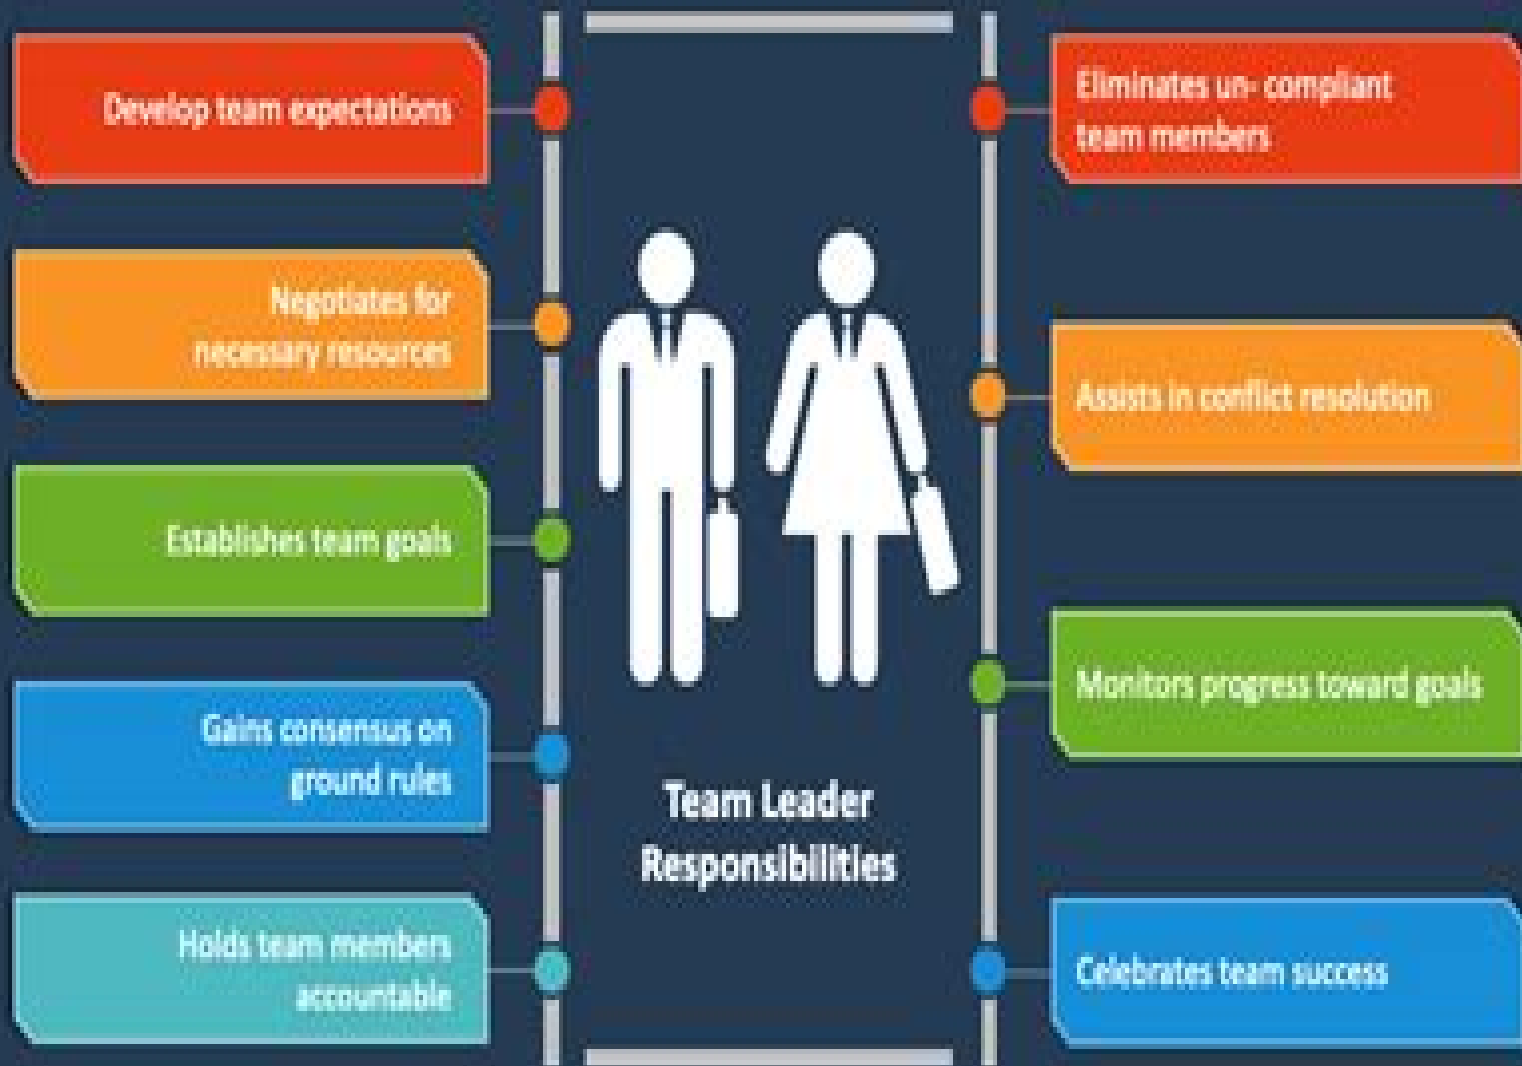 Develop team expectations
Negotiates for
necessary resources
Establishes team goals
Gains consensus on
ground rules
Holds team members
accountable
Team Leader
Responsibilities
Eliminates un- compliant
team members
Assists in conflict resolution
Monitors progress toward goals
Celebrates team success